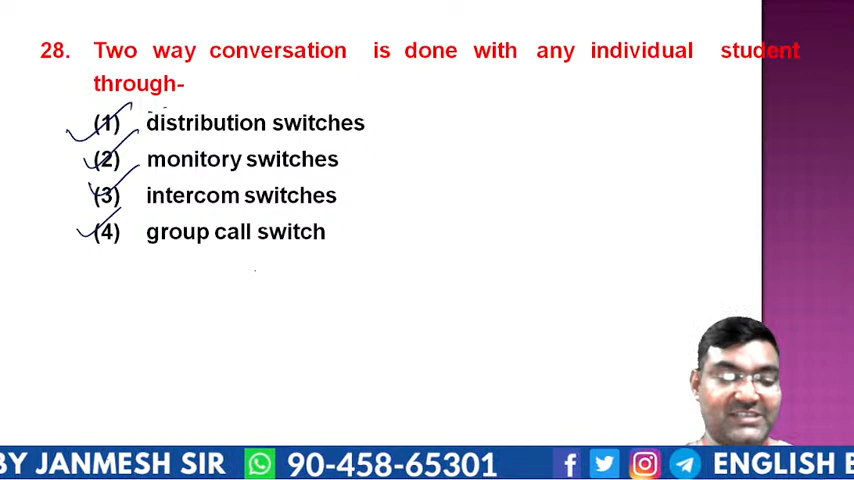 28. Two way conversation is done with any individual student
through-
(1) distribution switches
(2) monitory switches
(3) intercom switches
(4) group call switch
BY JANMESH SIR 90-458-65301 ENGLISH